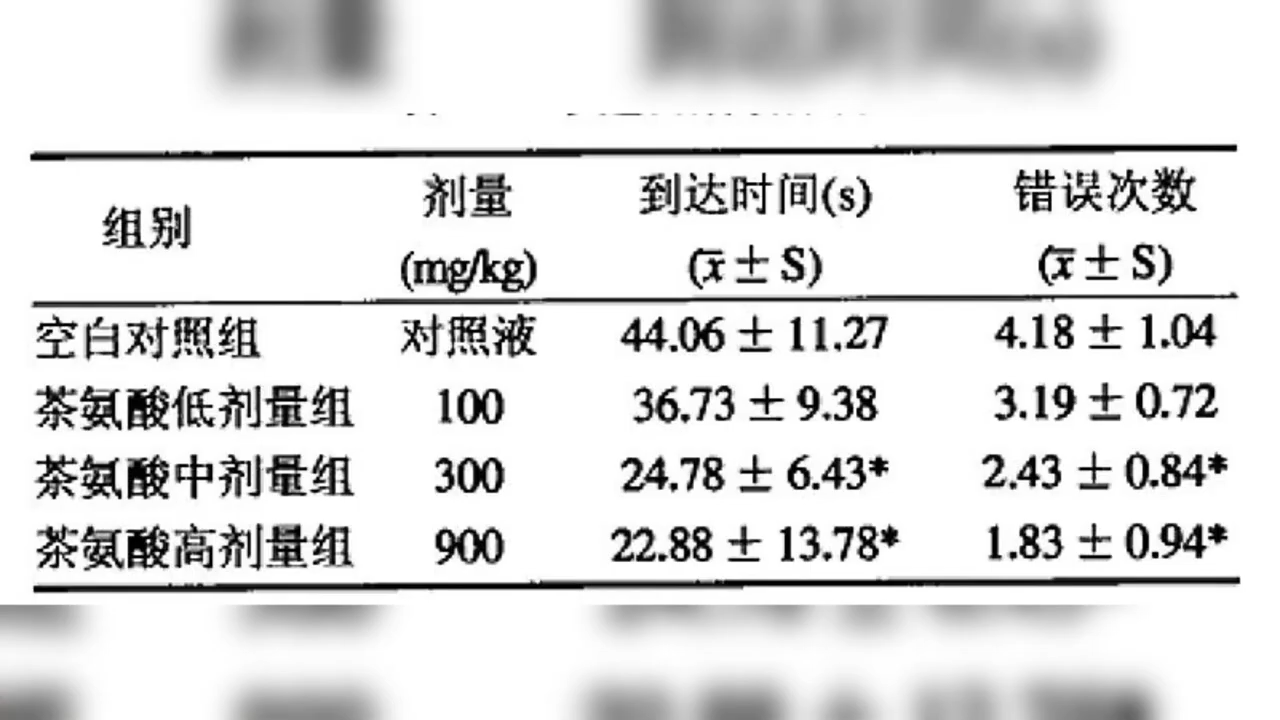 组别 剂量 到达时间(s) 错误次数
(mg/kg) (x̄ ± S) (x̄ ± S)
空白对照组 对照液 44.06 ± 11.27 4.18 ± 1.04
茶氨酸低剂量组 100 36.73 ± 9.38 3.19 ± 0.72
茶氨酸中剂量组 300 24.78 ± 6.43* 2.43 ± 0.84*
茶氨酸高剂量组 900 22.88 ± 13.78* 1.83 ± 0.94*